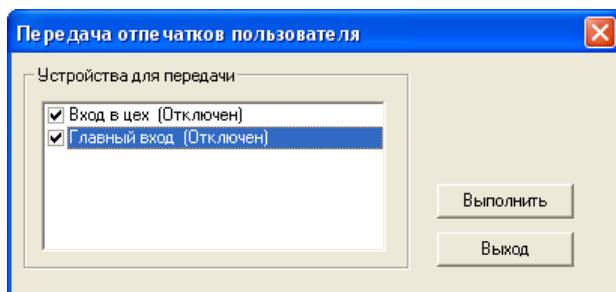 Передача отпечатков пользователя
Устройства для передачи
Вход в цех (Отключен)
Главный вход (Отключен)
Выполнить
Выход